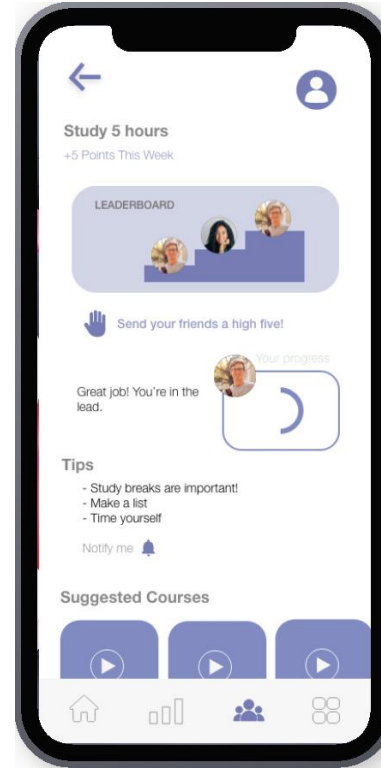 Study 5 hours
+5 Points This Week
LEADERBOARD
Send your friends a high five!
Your progress
Great job! You're in the
lead.
Tips
- Study breaks are important!
- Make a list
- Time yourself
Notify me
Suggested Courses